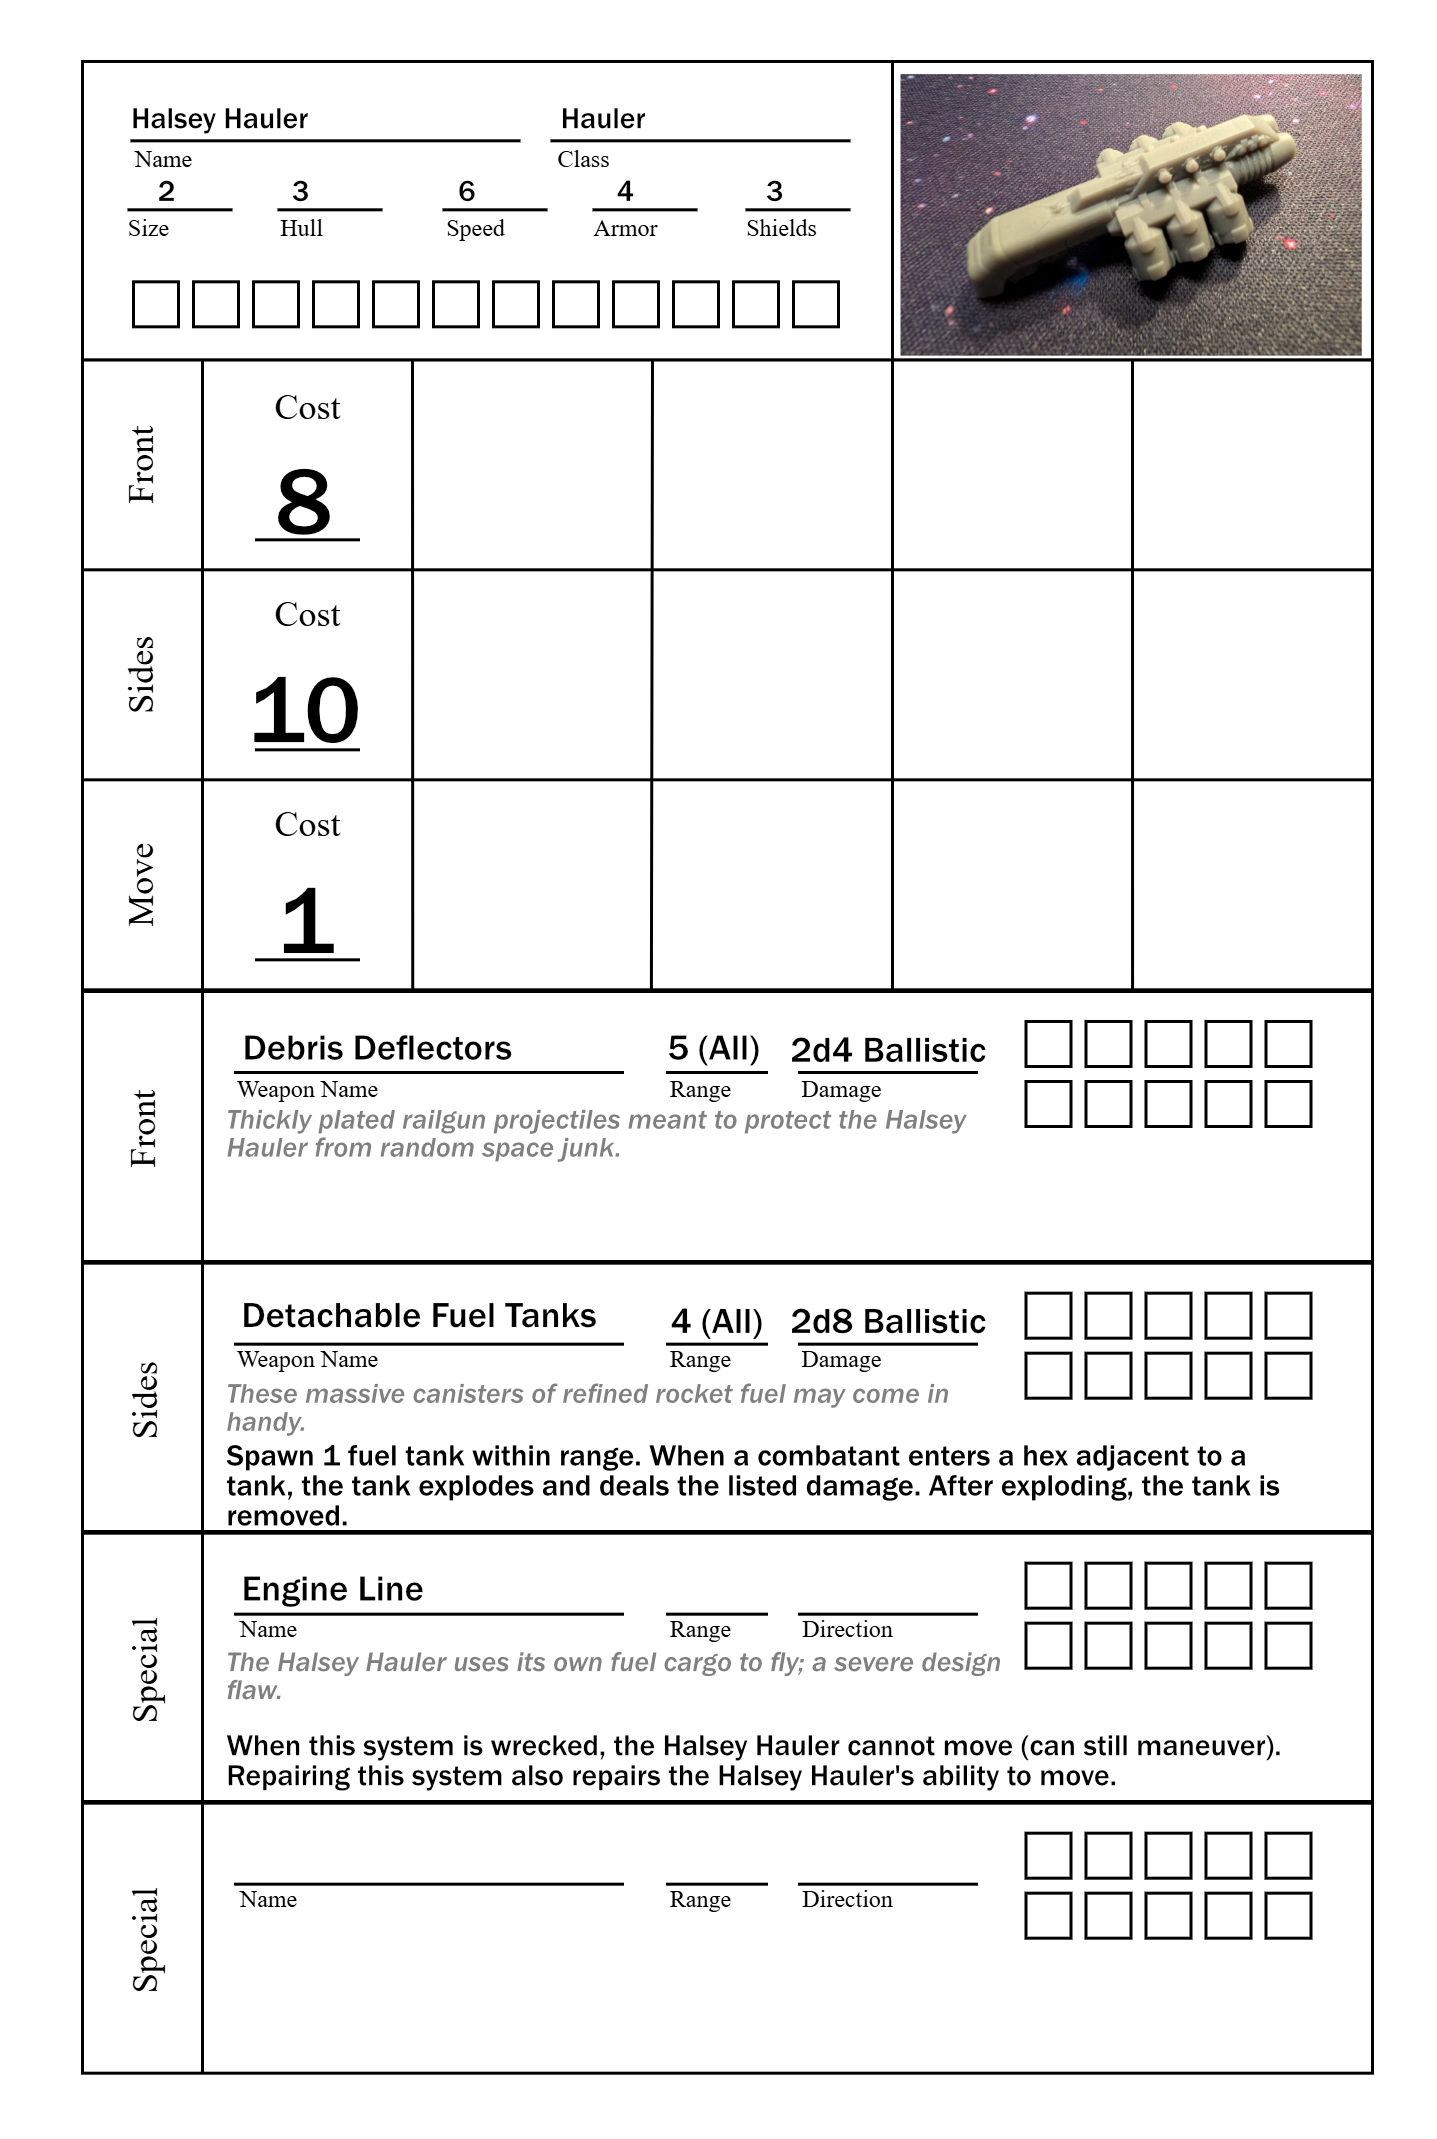 Halsey Hauler Hauler
Name Class
2 3 6 4 3
Size Hull Speed Armor Shields
Front Cost
8
Sides Cost
10
Move Cost
1
Front
Debris Deflectors 5 (All) 2d4 Ballistic
Weapon Name Range Damage
Thickly plated railgun projectiles meant to protect the Halsey
Hauler from random space junk.
Sides
Detachable Fuel Tanks 4 (All) 2d8 Ballistic
Weapon Name Range Damage
These massive canisters of refined rocket fuel may come in
handy.
Spawn 1 fuel tank within range. When a combatant enters a hex adjacent to a
tank, the tank explodes and deals the listed damage. After exploding, the tank is
removed.
Special
Engine Line
Name Range Direction
The Halsey Hauler uses its own fuel cargo to fly; a severe design
flaw.
When this system is wrecked, the Halsey Hauler cannot move (can still maneuver).
Repairing this system also repairs the Halsey Hauler's ability to move.
Special
Name Range Direction